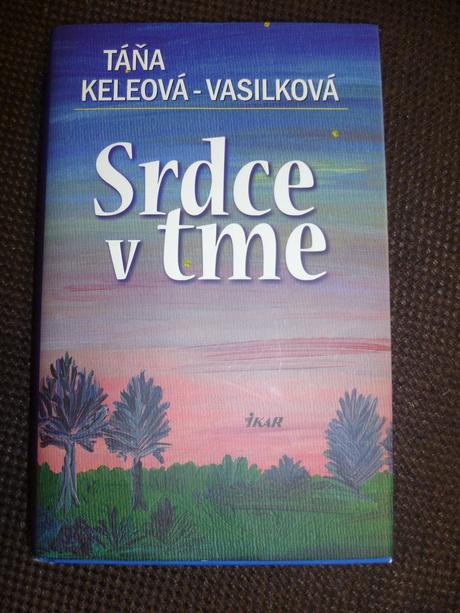 TÁŇA
KELEOVÁ - VASILKOVÁ
Srdce
v tme
IKAR